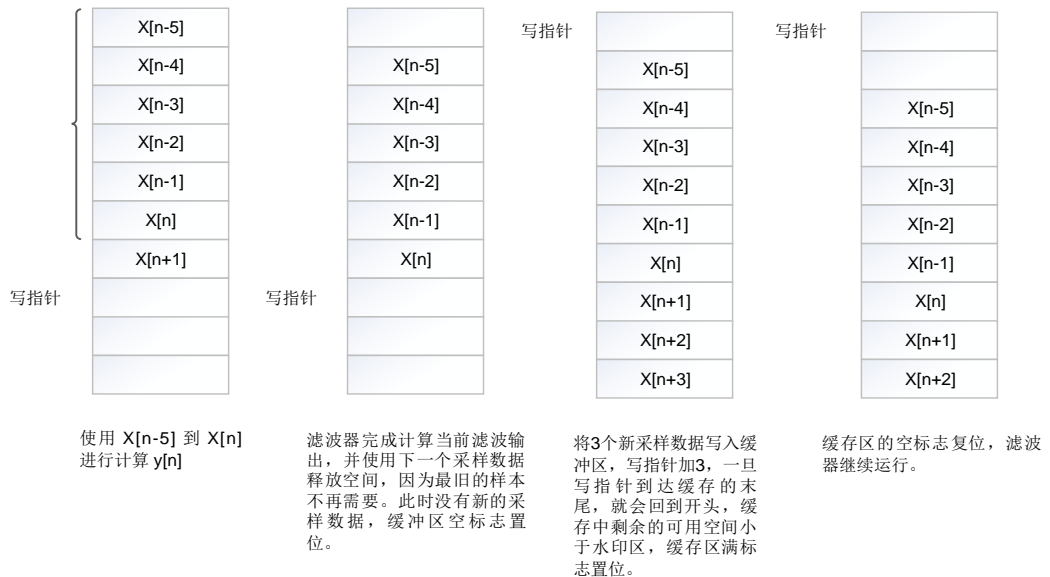 X[n-5]
X[n-4]
X[n-3]
X[n-2]
X[n-1]
X[n]
X[n+1]
写指针
使用 X[n-5] 到 X[n]
进行计算 y[n]
X[n-5]
X[n-4]
X[n-3]
X[n-2]
X[n-1]
X[n]
写指针
滤波器完成计算当前滤波输
出，并使用下一个采样数据
释放空间，因为最旧的样本
不再需要。此时没有新的采
样数据，缓冲区空标志置
位。
写指针
X[n-5]
X[n-4]
X[n-3]
X[n-2]
X[n-1]
X[n]
X[n+1]
X[n+2]
X[n+3]
将3个新采样数据写入缓
冲区，写指针加3，一旦
写指针到达缓存的末
尾，就会回到开头，缓
存中剩余的可用空间小
于水印区，缓存区满标
志置位。
写指针
X[n-5]
X[n-4]
X[n-3]
X[n-2]
X[n-1]
X[n]
X[n+1]
X[n+2]
缓存区的空标志复位，滤波
器继续运行。